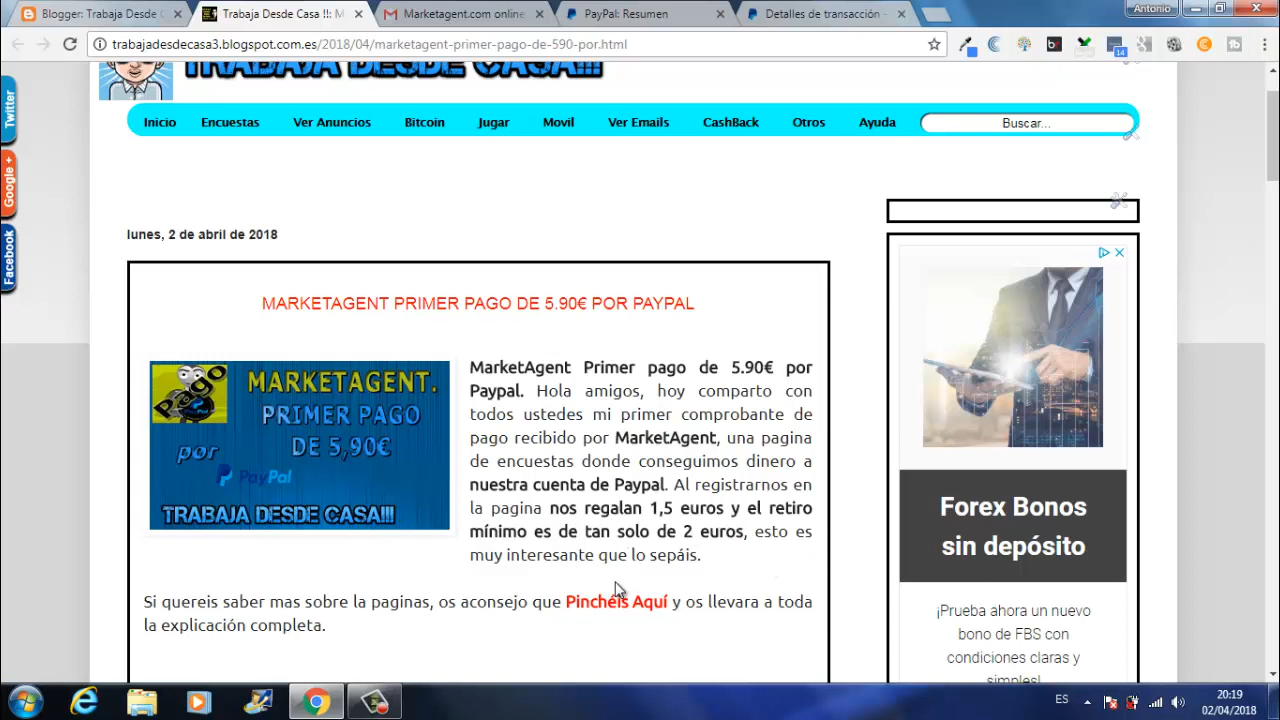 Blogger: Trabaja Desde C
Trabaja Desde Casa !!: M
Marketagent.com online
PayPal: Resumen
Detalles de transacción -
Antonio
trabajadesdecasa3.blogspot.com.es/2018/04/marketagent-primer-pago-de-590-por.html
14
TRABAJA DESDE CASA!!!
Twitter
Google +
Facebook
Inicio Encuestas Ver Anuncios Bitcoin Jugar Movil Ver Emails CashBack Otros Ayuda Buscar...
lunes, 2 de abril de 2018
MARKETAGENT PRIMER PAGO DE 5.90€ POR PAYPAL
Pago
PayPal
MARKETAGENT.
PRIMER PAGO
DE 5,90€
por
PayPal
TRABAJA DESDE CASA!!!
MarketAgent Primer pago de 5.90€ por
Paypal. Hola amigos, hoy comparto con
todos ustedes mi primer comprobante de
pago recibido por MarketAgent, una pagina
de encuestas donde conseguimos dinero a
nuestra cuenta de Paypal. Al registrarnos en
la pagina nos regalan 1,5 euros y el retiro
mínimo es de tan solo de 2 euros, esto es
muy interesante que lo sepáis.
Si quereis saber mas sobre la paginas, os aconsejo que Pinchéis Aquí y os llevara a toda
la explicación completa.
Forex Bonos
sin depósito
¡Prueba ahora un nuevo
bono de FBS con
condiciones claras y
simples!
ES
20:19
02/04/2018